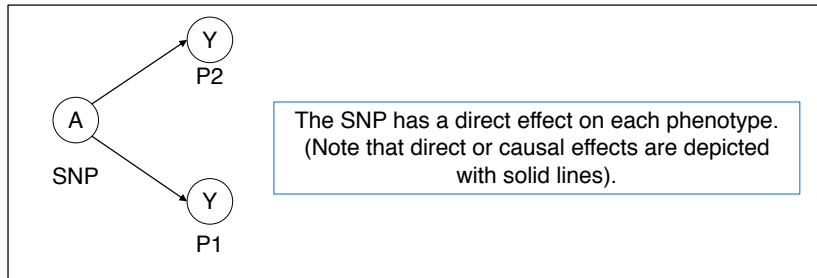 Y
P2
A
SNP
Y
P1
The SNP has a direct effect on each phenotype.
(Note that direct or causal effects are depicted
with solid lines).